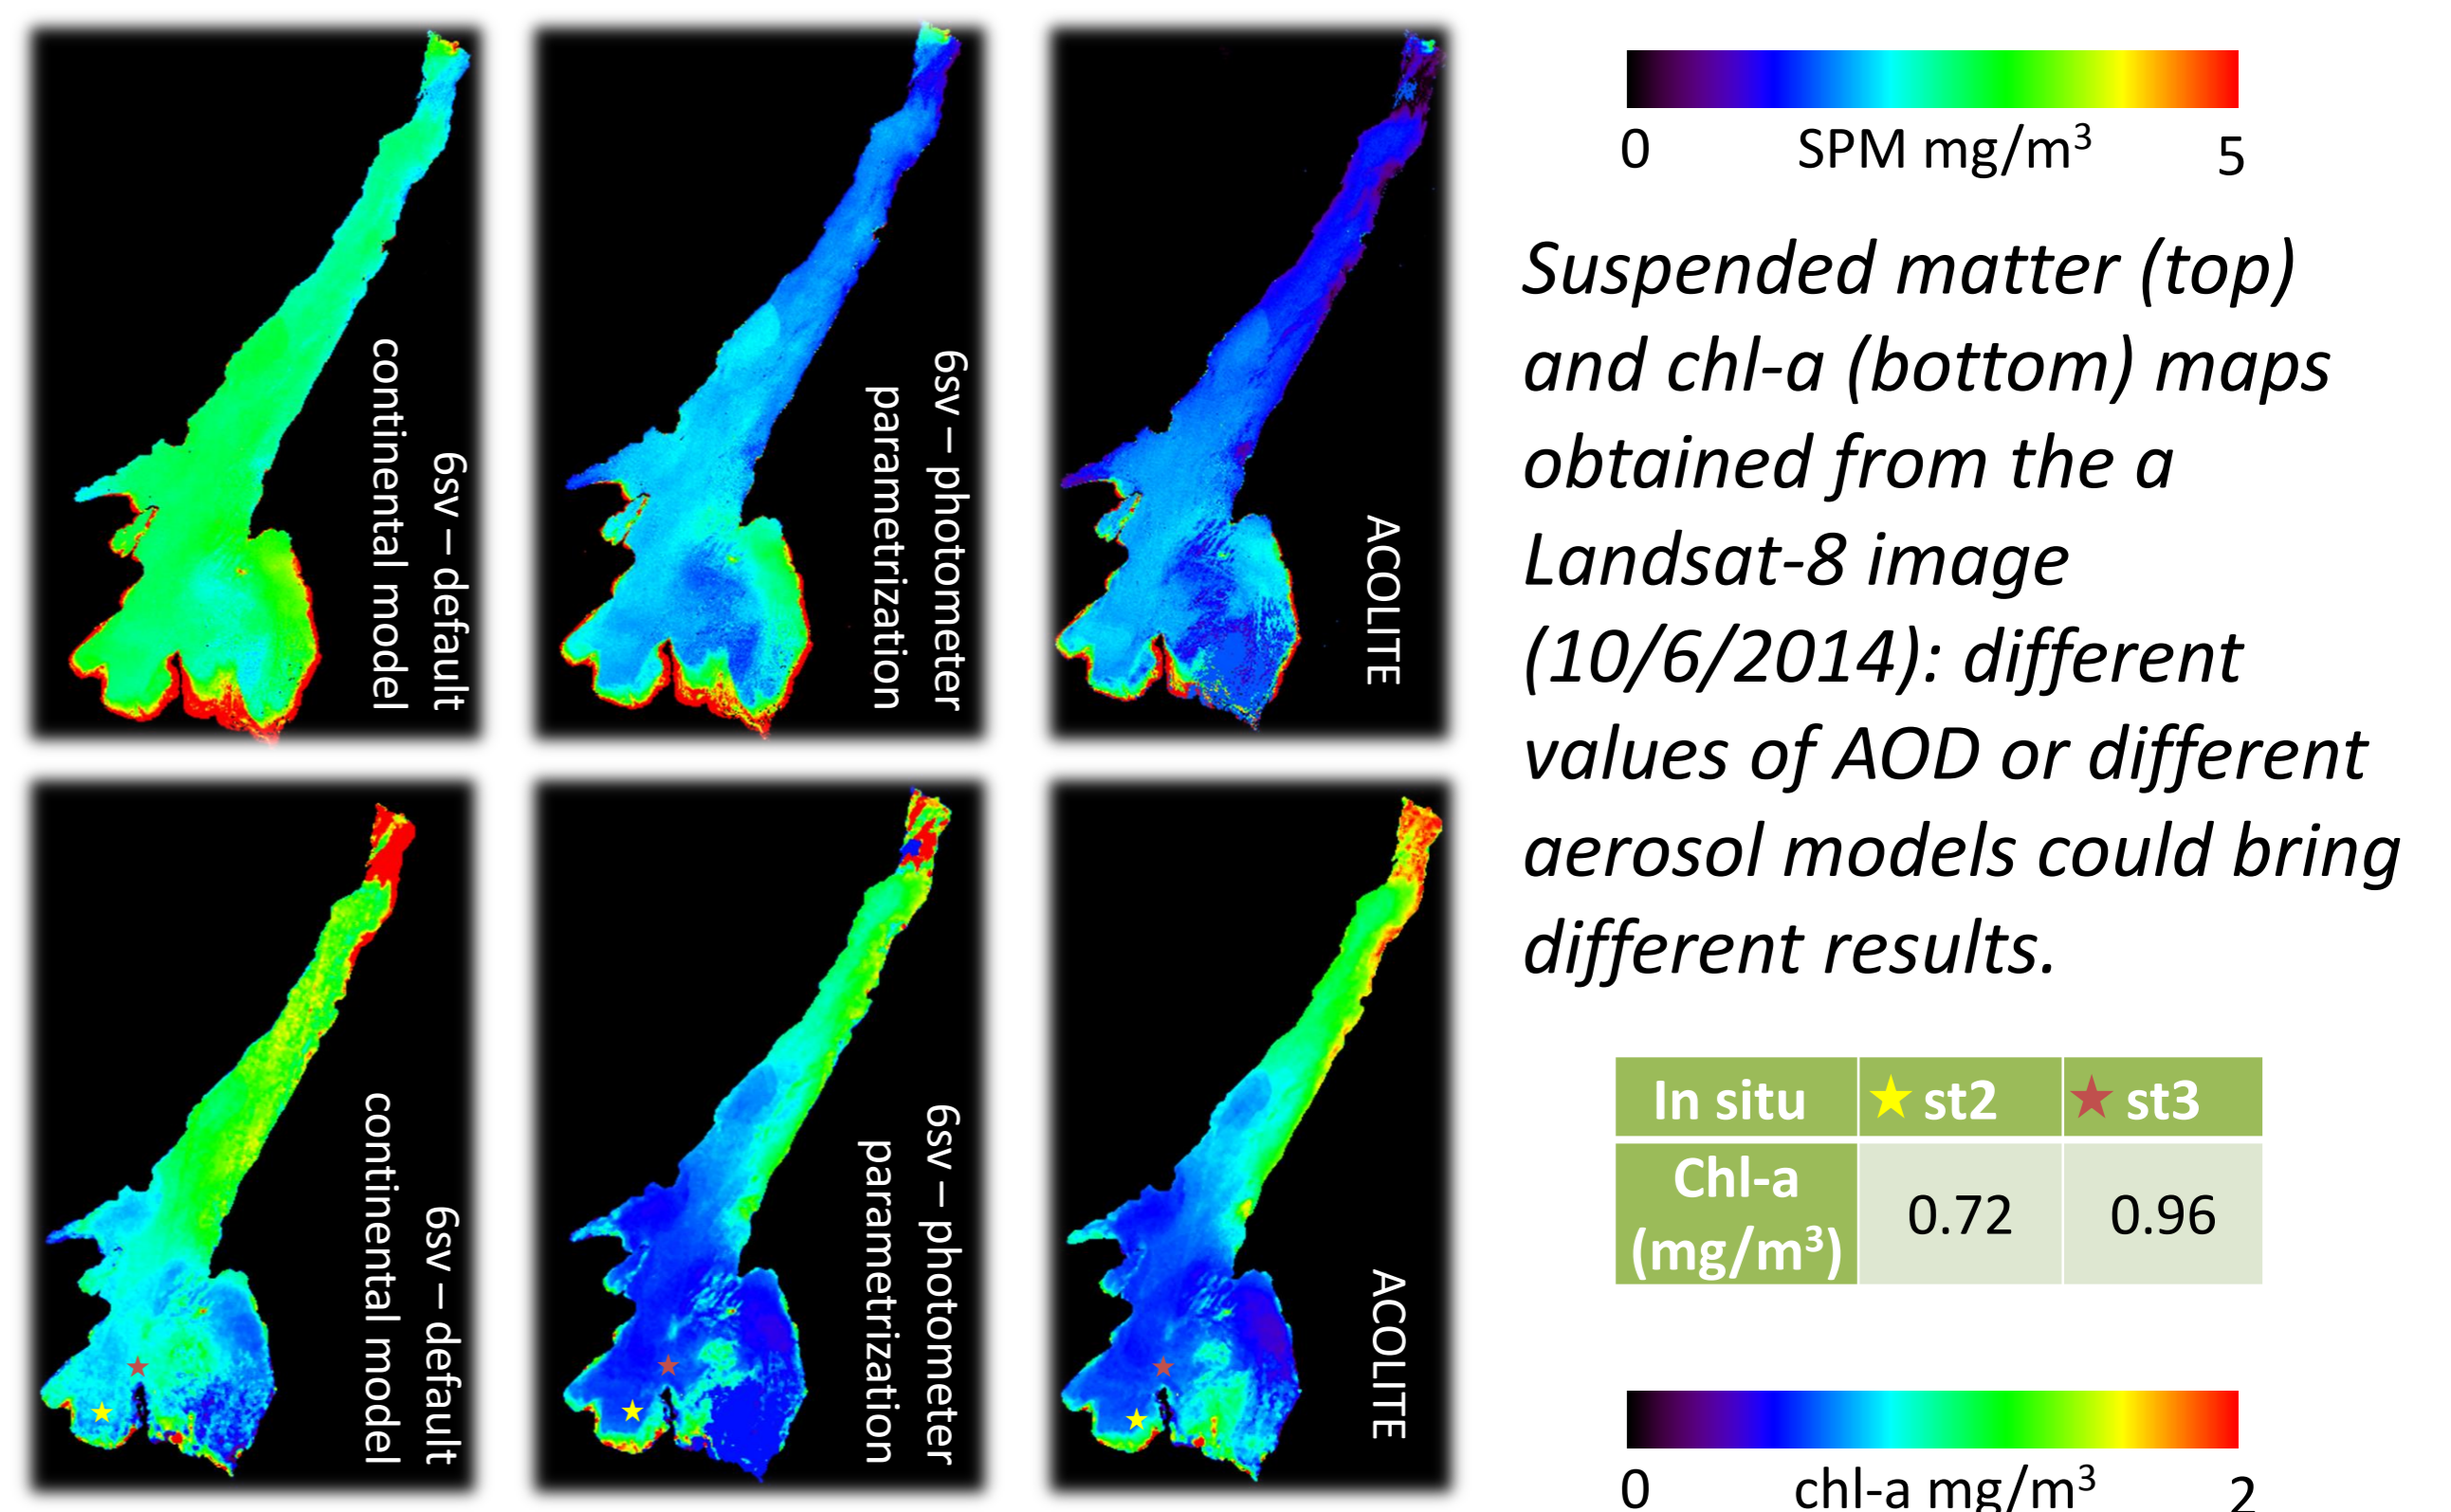 6sv – default
continental model
6sv – photometer
parametrization
ACOLITE
0 SPM mg/m³ 5
Suspended matter (top)
and chl-a (bottom) maps
obtained from the a
Landsat-8 image
(10/6/2014): different
values of AOD or different
aerosol models could bring
different results.
6sv – default
continental model
6sv – photometer
parametrization
ACOLITE
In situ st2 st3
Chl-a
(mg/m³) 0.72 0.96
0 chl-a mg/m³ 2